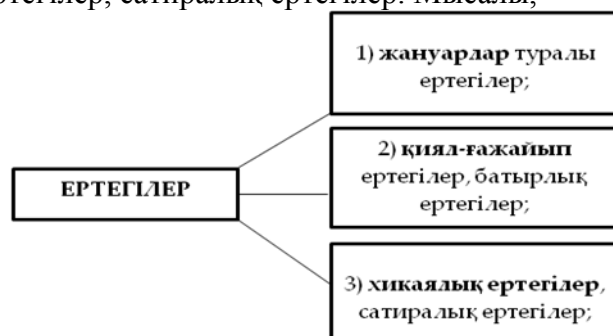 ертегілер, сатиралық ертегілер. Мысалы,
1) жануарлар туралы
ертегілер;
ЕРТЕГІЛЕР
2) қиял-ғажайып
ертегілер, батырлық
ертегілер;
3) хикаялық ертегілер,
сатиралық ертегілер;